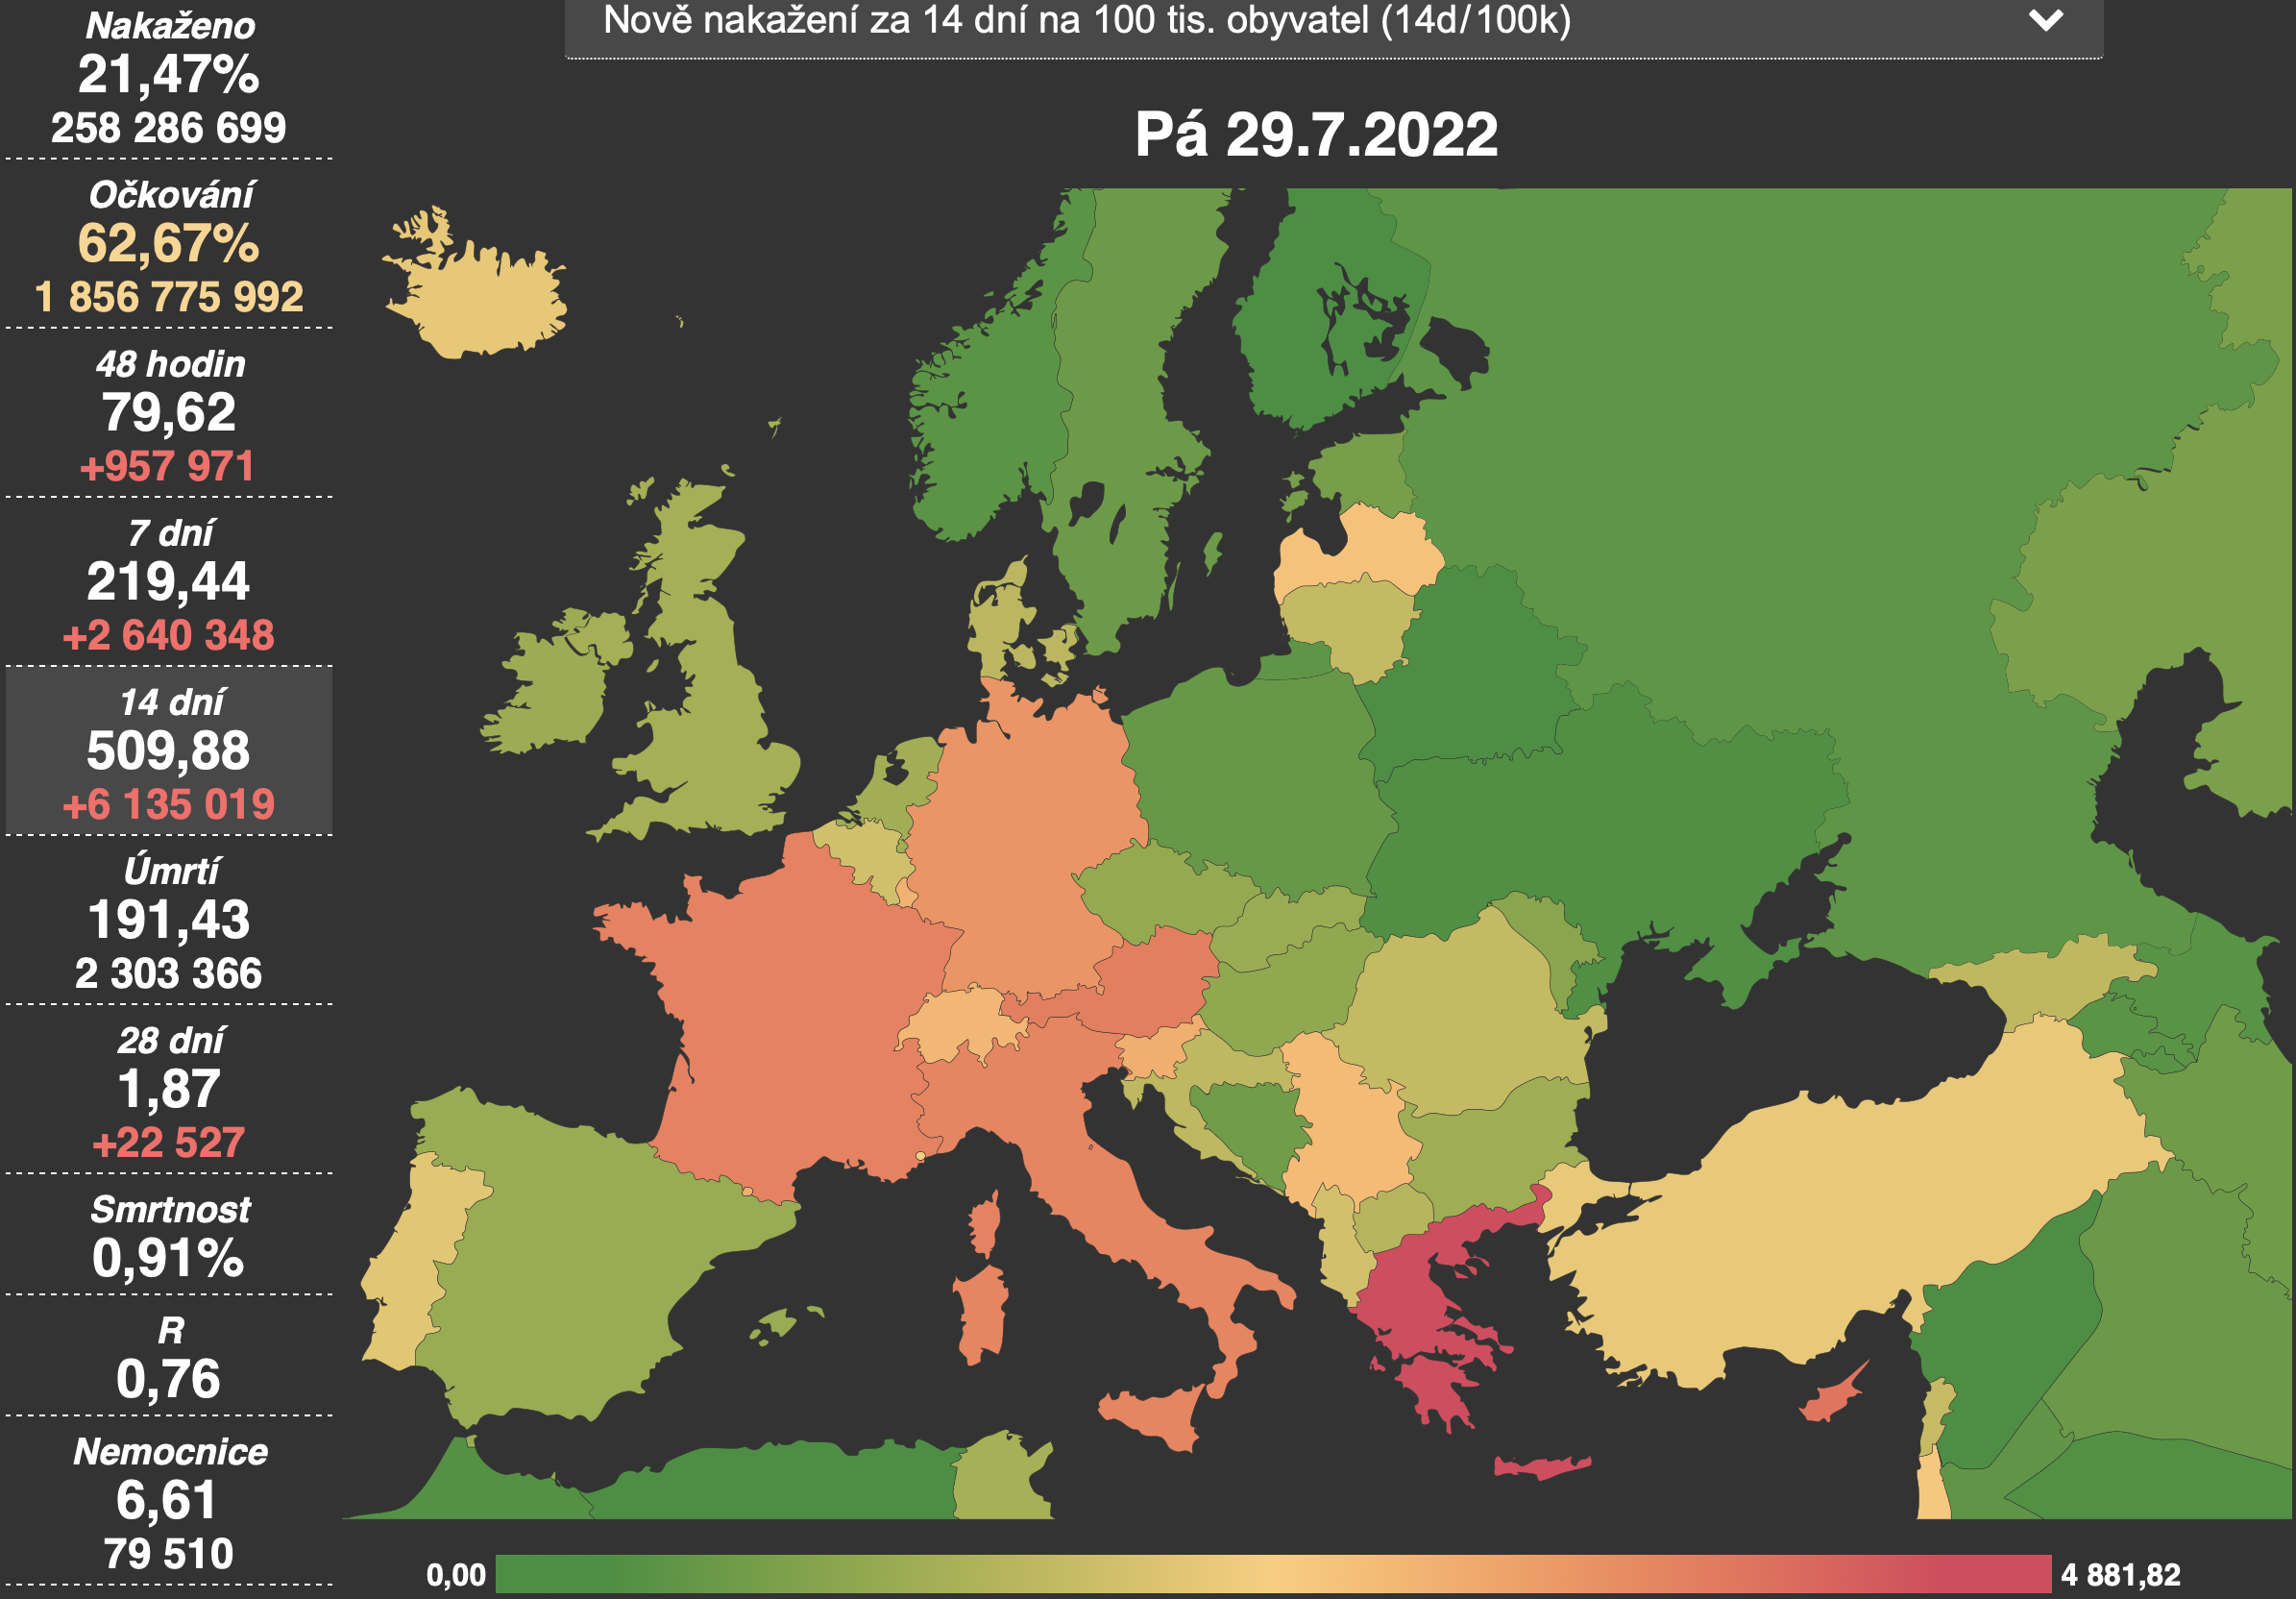 Nově nakažení za 14 dní na 100 tis. obyvatel (14d/100k)
Pá 29.7.2022
Nakaženo
21,47%
258 286 699
Očkování
62,67%
1 856 775 992
48 hodin
79,62
+957 971
7 dní
219,44
+2 640 348
14 dní
509,88
+6 135 019
Úmrtí
191,43
2 303 366
28 dní
1,87
+22 527
Smrtnost
0,91%
R
0,76
Nemocnice
6,61
79 510
0,00
4 881,82